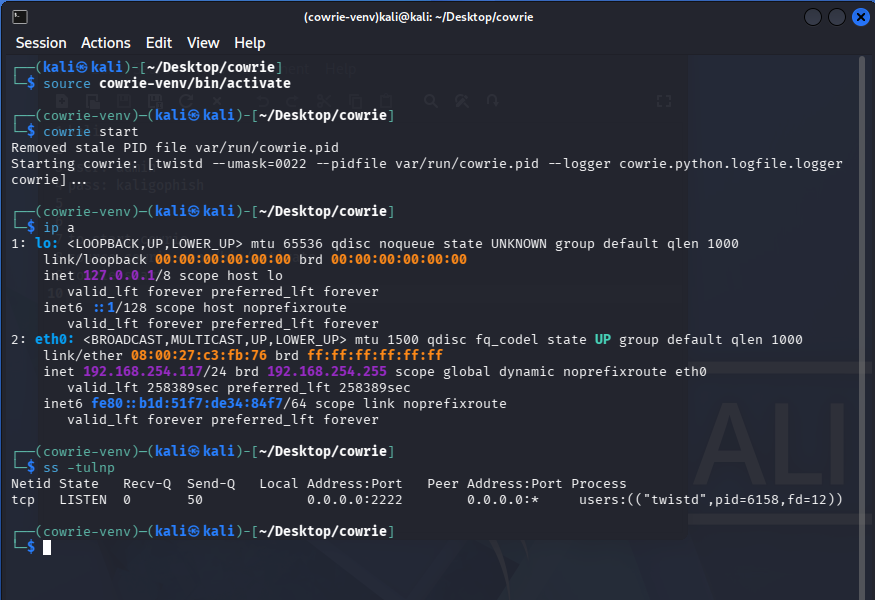 (cowrie-venv)kali@kali: ~/Desktop/cowrie
Session Actions Edit View Help
┌──(kali㉿kali)-[~/Desktop/cowrie]
└─$ source cowrie-venv/bin/activate
┌──(cowrie-venv)─(kali㉿kali)-[~/Desktop/cowrie]
└─$ cowrie start
Removed stale PID file var/run/cowrie.pid
Starting cowrie: [twistd --umask=0022 --pidfile var/run/cowrie.pid --logger cowrie.python.logfile.logger
cowrie]...
┌──(cowrie-venv)─(kali㉿kali)-[~/Desktop/cowrie]
└─$ ip a
1: lo: <LOOPBACK,UP,LOWER_UP> mtu 65536 qdisc noqueue state UNKNOWN group default qlen 1000
    link/loopback 00:00:00:00:00:00 brd 00:00:00:00:00:00
    inet 127.0.0.1/8 scope host lo
       valid_lft forever preferred_lft forever
    inet6 ::1/128 scope host noprefixroute
       valid_lft forever preferred_lft forever
2: eth0: <BROADCAST,MULTICAST,UP,LOWER_UP> mtu 1500 qdisc fq_codel state UP group default qlen 1000
    link/ether 08:00:27:c3:fb:76 brd ff:ff:ff:ff:ff:ff
    inet 192.168.254.117/24 brd 192.168.254.255 scope global dynamic noprefixroute eth0
       valid_lft 258389sec preferred_lft 258389sec
    inet6 fe80::b1d:51f7:de34:84f7/64 scope link noprefixroute
       valid_lft forever preferred_lft forever
┌──(cowrie-venv)─(kali㉿kali)-[~/Desktop/cowrie]
└─$ ss -tulnp
Netid State   Recv-Q  Send-Q   Local Address:Port   Peer Address:Port Process
tcp   LISTEN  0       50             0.0.0.0:2222        0.0.0.0:*     users:(("twistd",pid=6158,fd=12))
┌──(cowrie-venv)─(kali㉿kali)-[~/Desktop/cowrie]
└─$
ALI